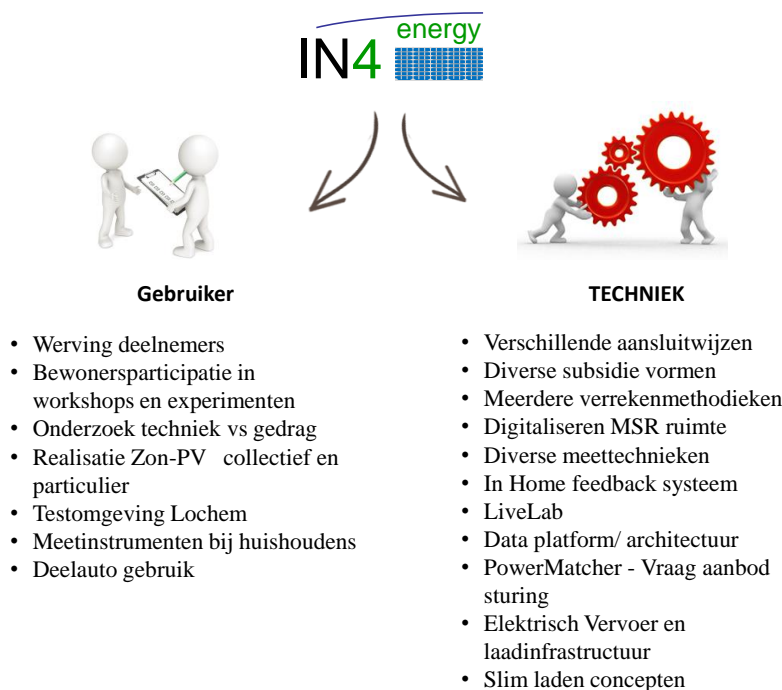 energy
IN4
Gebruiker
• Werving deelnemers
• Bewonersparticipatie in
workshops en experimenten
• Onderzoek techniek vs gedrag
• Realisatie Zon-PV collectief en
particulier
• Testomgeving Lochem
• Meetinstrumenten bij huishoudens
• Deelauto gebruik
TECHNIEK
• Verschillende aansluitwijzen
• Diverse subsidie vormen
• Meerdere verrekenmethodieken
• Digitaliseren MSR ruimte
• Diverse meettechnieken
• In Home feedback systeem
• LiveLab
• Data platform/ architectuur
• PowerMatcher - Vraag aanbod
sturing
• Elektrisch Vervoer en
laadinfrastructuur
• Slim laden concepten